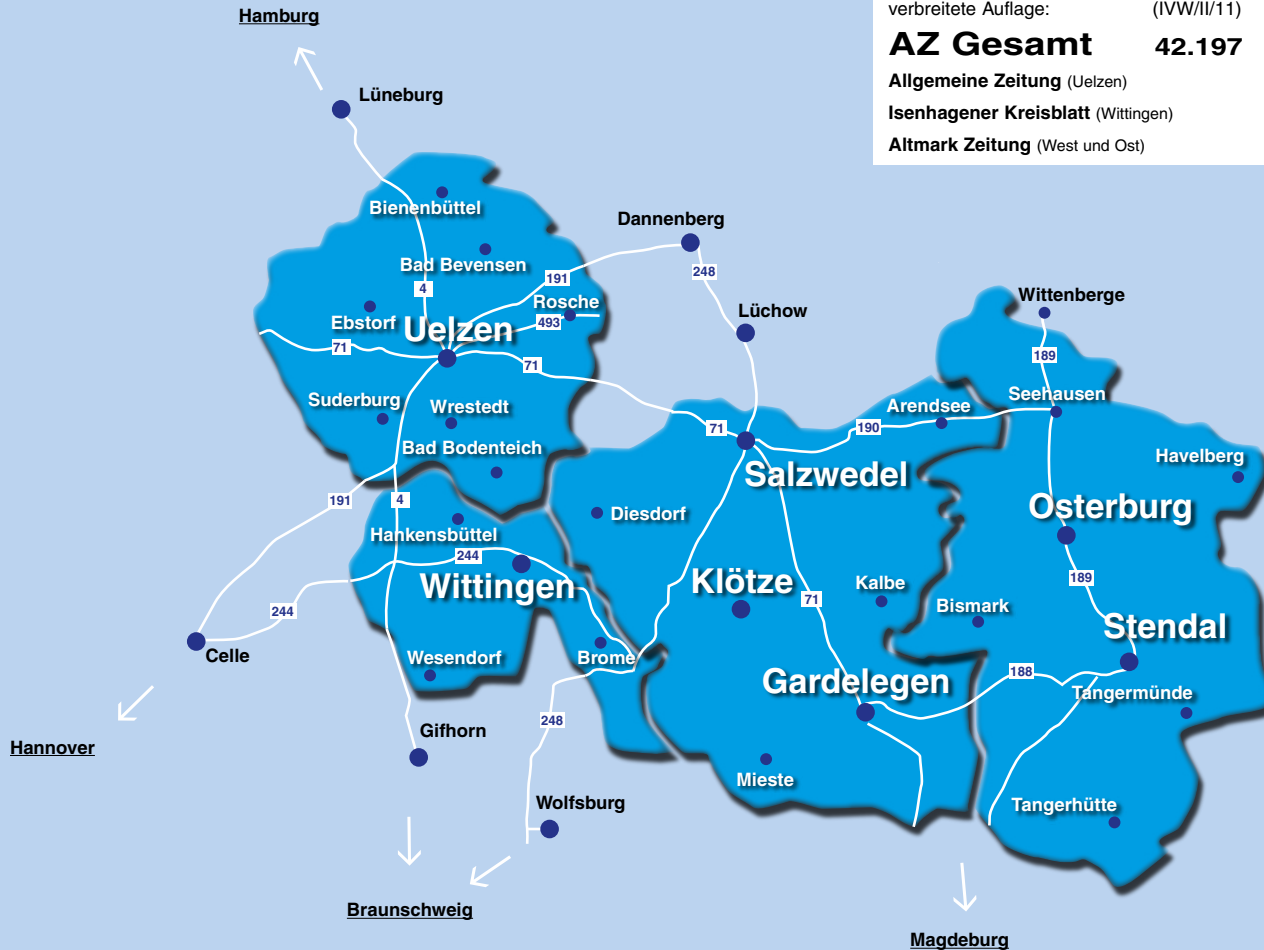 Hamburg
verbreitete Auflage: (IVW/II/11)
AZ Gesamt 42.197
Allgemeine Zeitung (Uelzen)
Isenhagener Kreisblatt (Wittingen)
Altmark Zeitung (West und Ost)
Lüneburg
Bienenbüttel
Dannenberg
Bad Bevensen
191
248
4
Wittenberge
Rosche
Lüchow
Ebstorf
Uelzen
493
71
189
71
Suderburg
Wrestedt
Arendsee
Seehausen
71
190
Bad Bodenteich
Havelberg
Salzwedel
191
4
Osterburg
Diesdorf
Hankensbüttel
244
Wittingen
Klötze
Kalbe
189
71
Bismark
244
Stendal
Celle
Wesendorf
Brome
188
Gardelegen
Tangermünde
248
Gifhorn
Hannover
Mieste
Wolfsburg
Tangerhütte
Braunschweig
Magdeburg